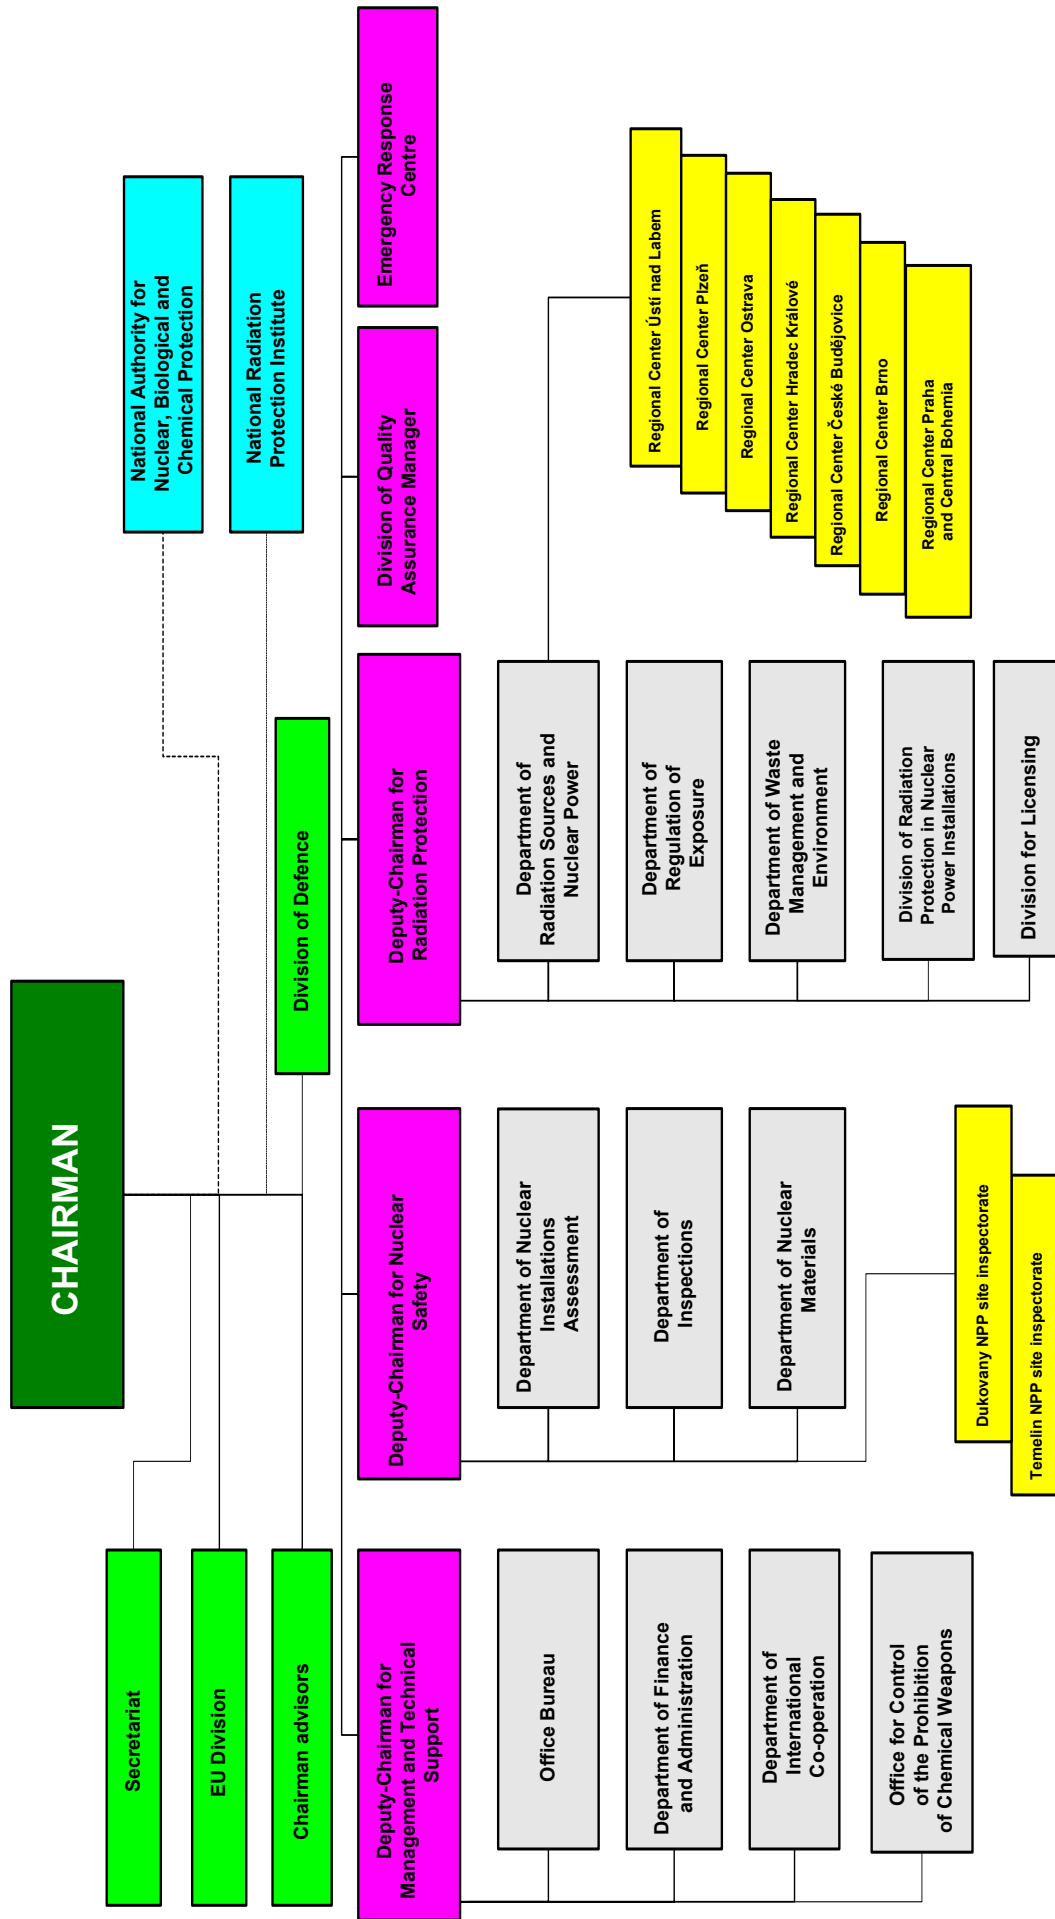 CHAIRMAN
Secretariat
EU Division
Chairman advisors
National Authority for
Nuclear, Biological and
Chemical Protection
National Radiation
Protection Institute
Division of Defence
Deputy-Chairman for
Management and Technical
Support
Deputy-Chairman for Nuclear
Safety
Deputy-Chairman for
Radiation Protection
Division of Quality
Assurance Manager
Emergency Response
Centre
Office Bureau
Department of Finance
and Administration
Department of
International
Co-operation
Office for Control
of the Prohibition
of Chemical Weapons
Department of Nuclear
Installations
Assessment
Department of
Inspections
Department of Nuclear
Materials
Dukovany NPP site inspectorate
Temelin NPP site inspectorate
Department of
Radiation Sources and
Nuclear Power
Department of
Regulation of
Exposure
Department of Waste
Management and
Environment
Division of Radiation
Protection in Nuclear
Power Installations
Division for Licensing
Regional Center Ústí nad Labem
Regional Center Plzeň
Regional Center Ostrava
Regional Center Hradec Králové
Regional Center České Budějovice
Regional Center Brno
Regional Center Praha
and Central Bohemia